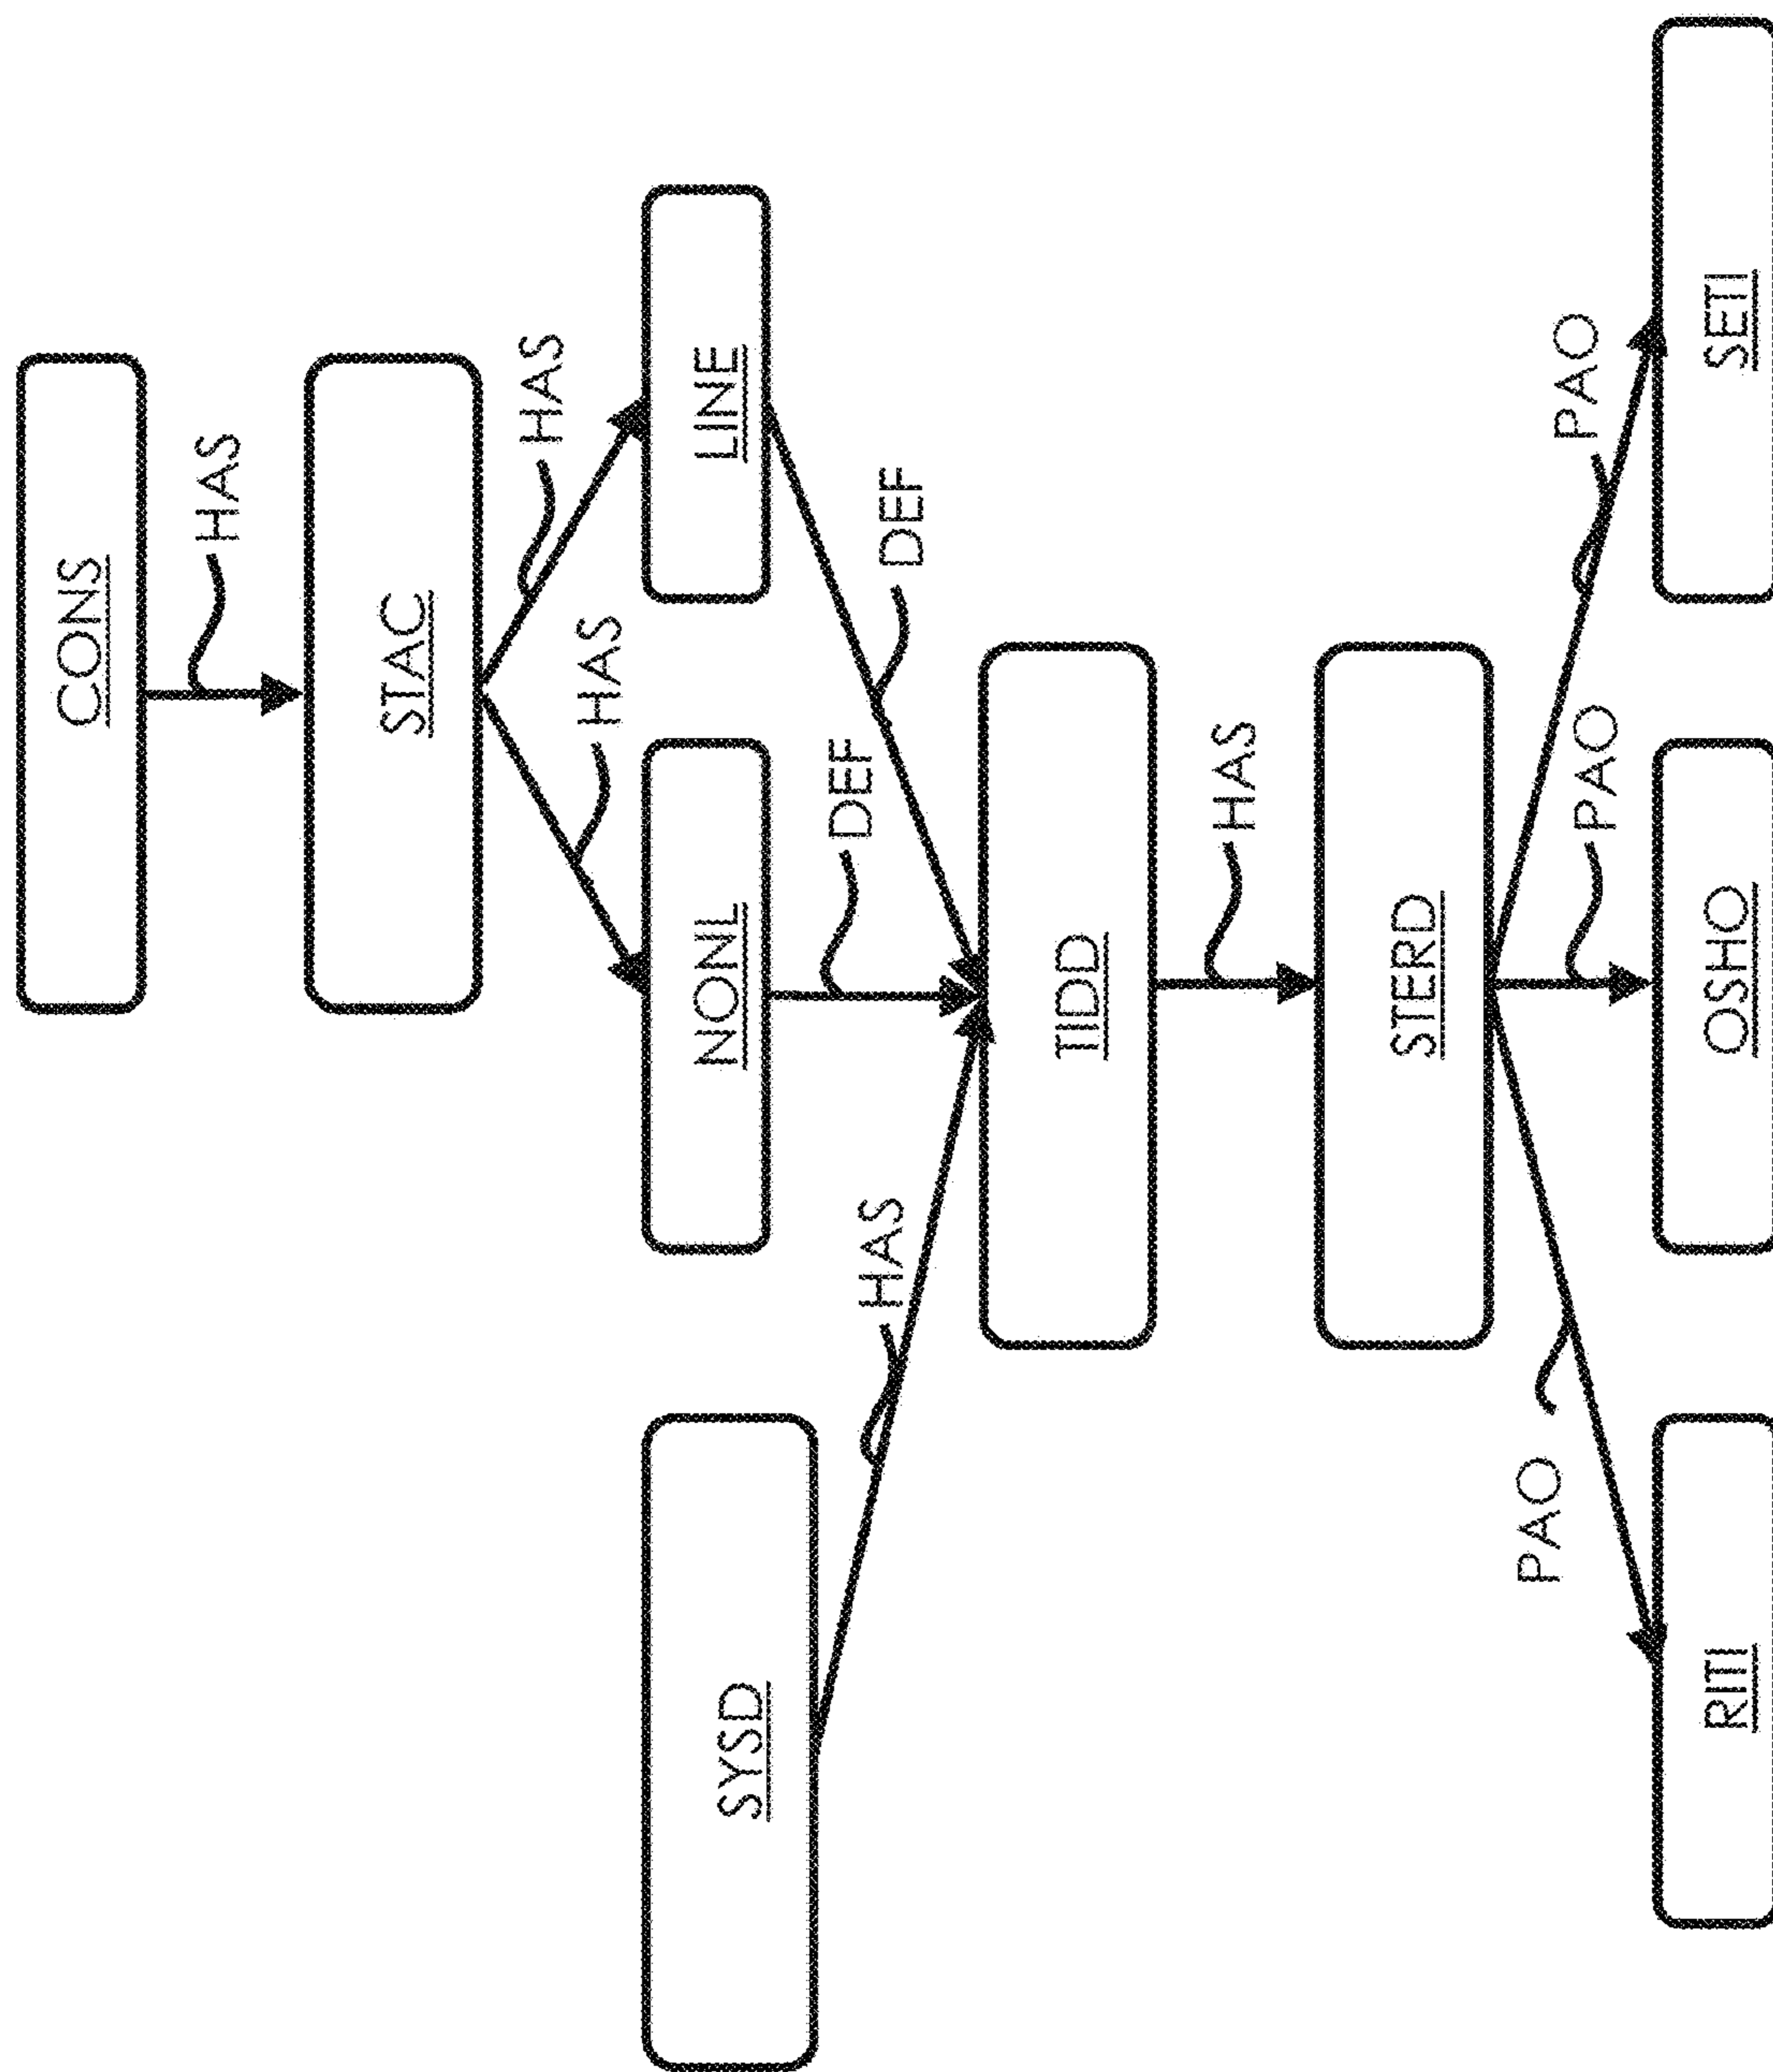 CONS
HAS
STAC
HAS
HAS
LINE
NONL
SYSD
DEF
DEF
HAS
TIDD
HAS
STERD
PAO
PAO
PAO
RITI
OSHO
SETI